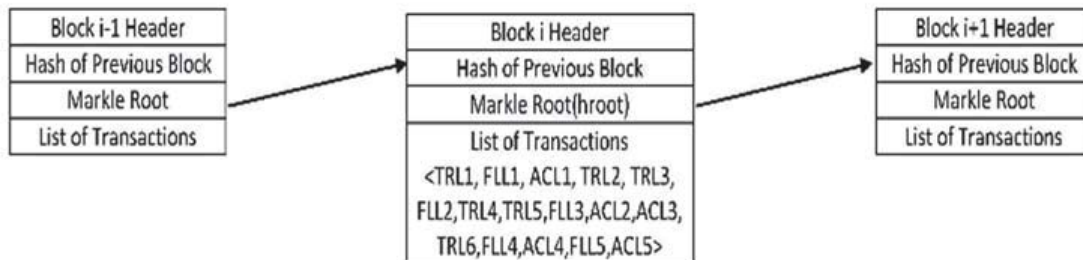 Block i-1 Header
Hash of Previous Block
Markle Root
List of Transactions
Block i Header
Hash of Previous Block
Markle Root(hroot)
List of Transactions
<TRL1, FLL1, ACL1, TRL2, TRL3,
FLL2,TRL4,TRL5,FLL3,ACL2,ACL3,
TRL6,FLL4,ACL4,FLL5,ACL5>
Block i+1 Header
Hash of Previous Block
Markle Root
List of Transactions